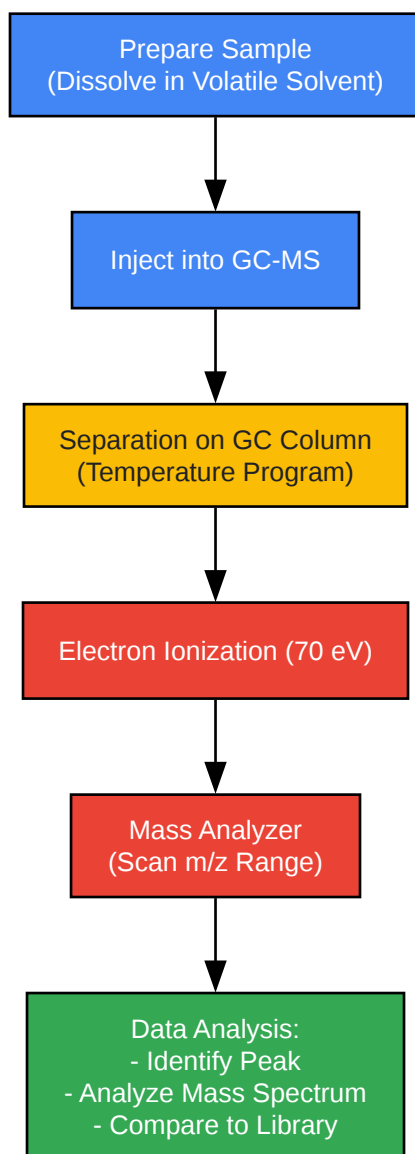 Prepare Sample
(Dissolve in Volatile Solvent)
Inject into GC-MS
Separation on GC Column
(Temperature Program)
Electron Ionization (70 eV)
Mass Analyzer
(Scan m/z Range)
Data Analysis:
- Identify Peak
- Analyze Mass Spectrum
- Compare to Library